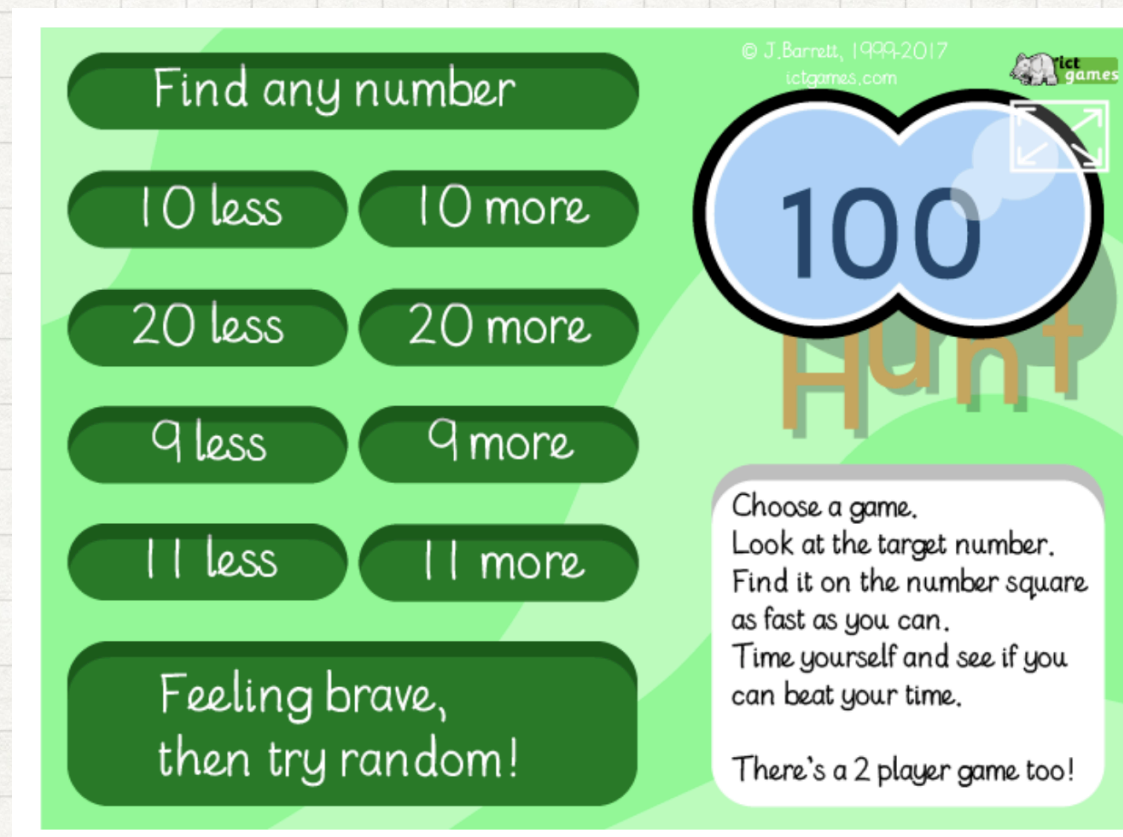 Find any number
10 less
10 more
20 less
20 more
9 less
9 more
11 less
11 more
Feeling brave,
then try random!
© J.Barrett, 1999-2017
ictgames.com
ict
games
100
Hunt
Choose a game.
Look at the target number.
Find it on the number square
as fast as you can.
Time yourself and see if you
can beat your time.
There's a 2 player game too!